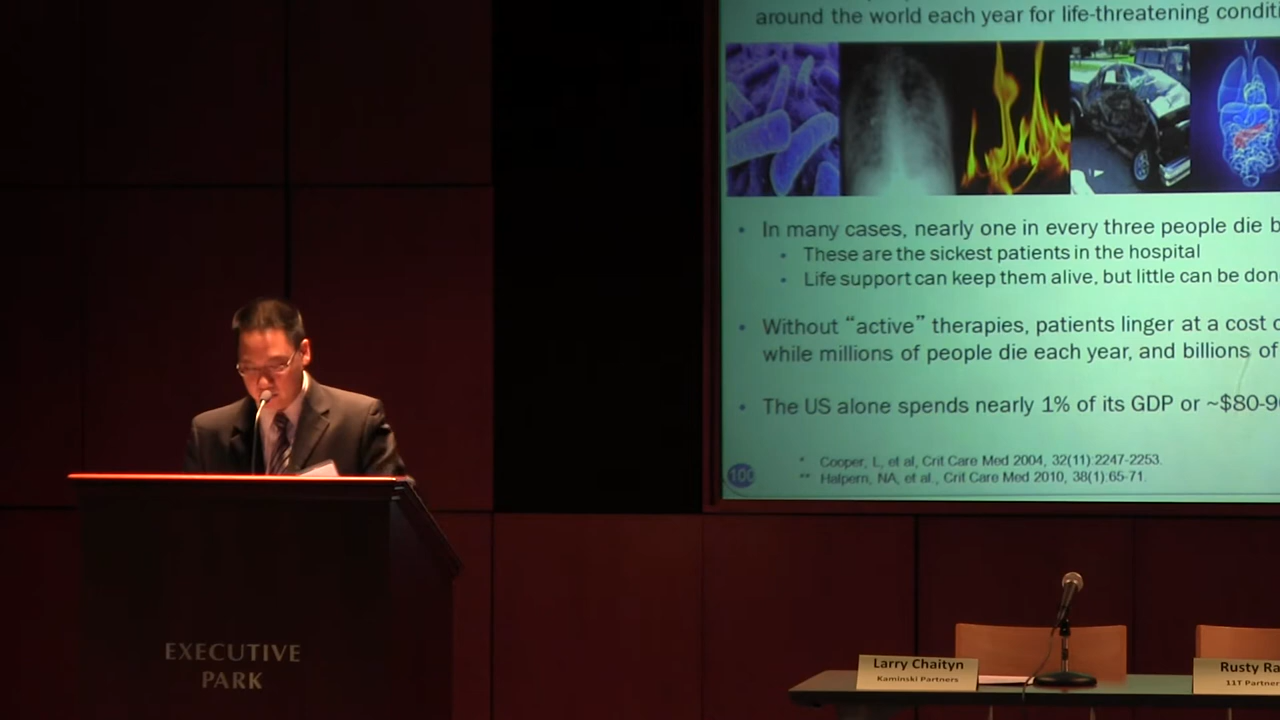 around the world each year for life-threatening conditi
• In many cases, nearly one in every three people die b
• These are the sickest patients in the hospital
• Life support can keep them alive, but little can be don
• Without “active” therapies, patients linger at a cost
while millions of people die each year, and billions of
• The US alone spends nearly 1% of its GDP or ~$80-9
* Cooper, L, et al, Crit Care Med 2004, 32(11):2247-2253.
** Halpern, NA, et al., Crit Care Med 2010, 38(1):65-71.
100
EXECUTIVE
PARK
Larry Chaityn
Kaminski Partners
Rusty Ra
11T Partner